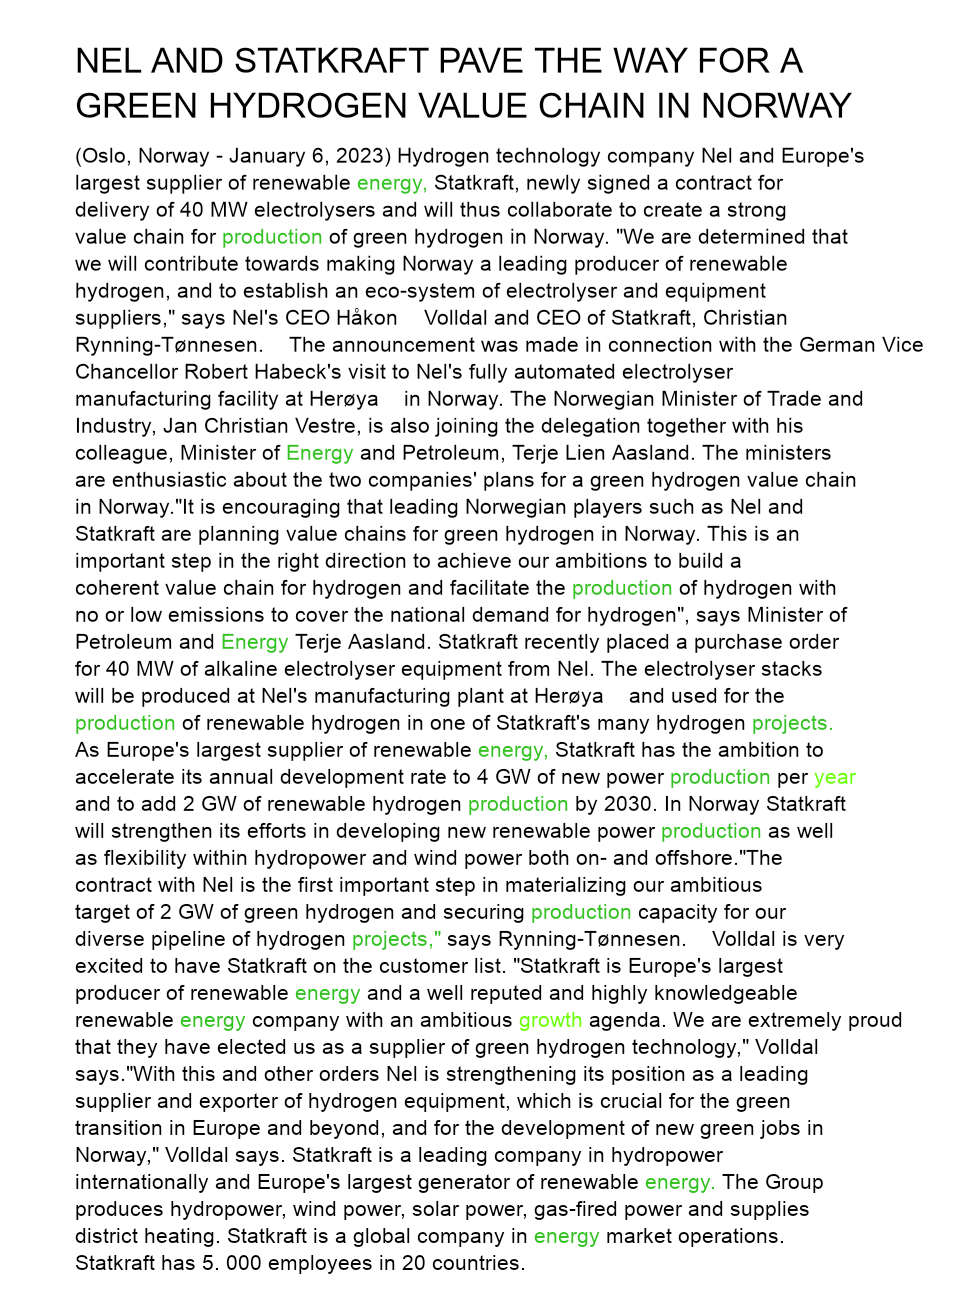 NEL AND STATKRAFT PAVE THE WAY FOR A
GREEN HYDROGEN VALUE CHAIN IN NORWAY
(Oslo, Norway - January 6, 2023) Hydrogen technology company Nel and Europe's
largest supplier of renewable energy, Statkraft, newly signed a contract for
delivery of 40 MW electrolysers and will thus collaborate to create a strong
value chain for production of green hydrogen in Norway. "We are determined that
we will contribute towards making Norway a leading producer of renewable
hydrogen, and to establish an eco-system of electrolyser and equipment
suppliers," says Nel's CEO Håkon Volldal and CEO of Statkraft, Christian
Rynning-Tønnesen. The announcement was made in connection with the German Vice
Chancellor Robert Habeck's visit to Nel's fully automated electrolyser
manufacturing facility at Herøya in Norway. The Norwegian Minister of Trade and
Industry, Jan Christian Vestre, is also joining the delegation together with his
colleague, Minister of Energy and Petroleum, Terje Lien Aasland. The ministers
are enthusiastic about the two companies' plans for a green hydrogen value chain
in Norway."It is encouraging that leading Norwegian players such as Nel and
Statkraft are planning value chains for green hydrogen in Norway. This is an
important step in the right direction to achieve our ambitions to build a
coherent value chain for hydrogen and facilitate the production of hydrogen with
no or low emissions to cover the national demand for hydrogen", says Minister of
Petroleum and Energy Terje Aasland. Statkraft recently placed a purchase order
for 40 MW of alkaline electrolyser equipment from Nel. The electrolyser stacks
will be produced at Nel's manufacturing plant at Herøya and used for the
production of renewable hydrogen in one of Statkraft's many hydrogen projects.
As Europe's largest supplier of renewable energy, Statkraft has the ambition to
accelerate its annual development rate to 4 GW of new power production per year
and to add 2 GW of renewable hydrogen production by 2030. In Norway Statkraft
will strengthen its efforts in developing new renewable power production as well
as flexibility within hydropower and wind power both on- and offshore."The
contract with Nel is the first important step in materializing our ambitious
target of 2 GW of green hydrogen and securing production capacity for our
diverse pipeline of hydrogen projects," says Rynning-Tønnesen. Volldal is very
excited to have Statkraft on the customer list. "Statkraft is Europe's largest
producer of renewable energy and a well reputed and highly knowledgeable
renewable energy company with an ambitious growth agenda. We are extremely proud
that they have elected us as a supplier of green hydrogen technology," Volldal
says."With this and other orders Nel is strengthening its position as a leading
supplier and exporter of hydrogen equipment, which is crucial for the green
transition in Europe and beyond, and for the development of new green jobs in
Norway," Volldal says. Statkraft is a leading company in hydropower
internationally and Europe's largest generator of renewable energy. The Group
produces hydropower, wind power, solar power, gas-fired power and supplies
district heating. Statkraft is a global company in energy market operations.
Statkraft has 5. 000 employees in 20 countries.